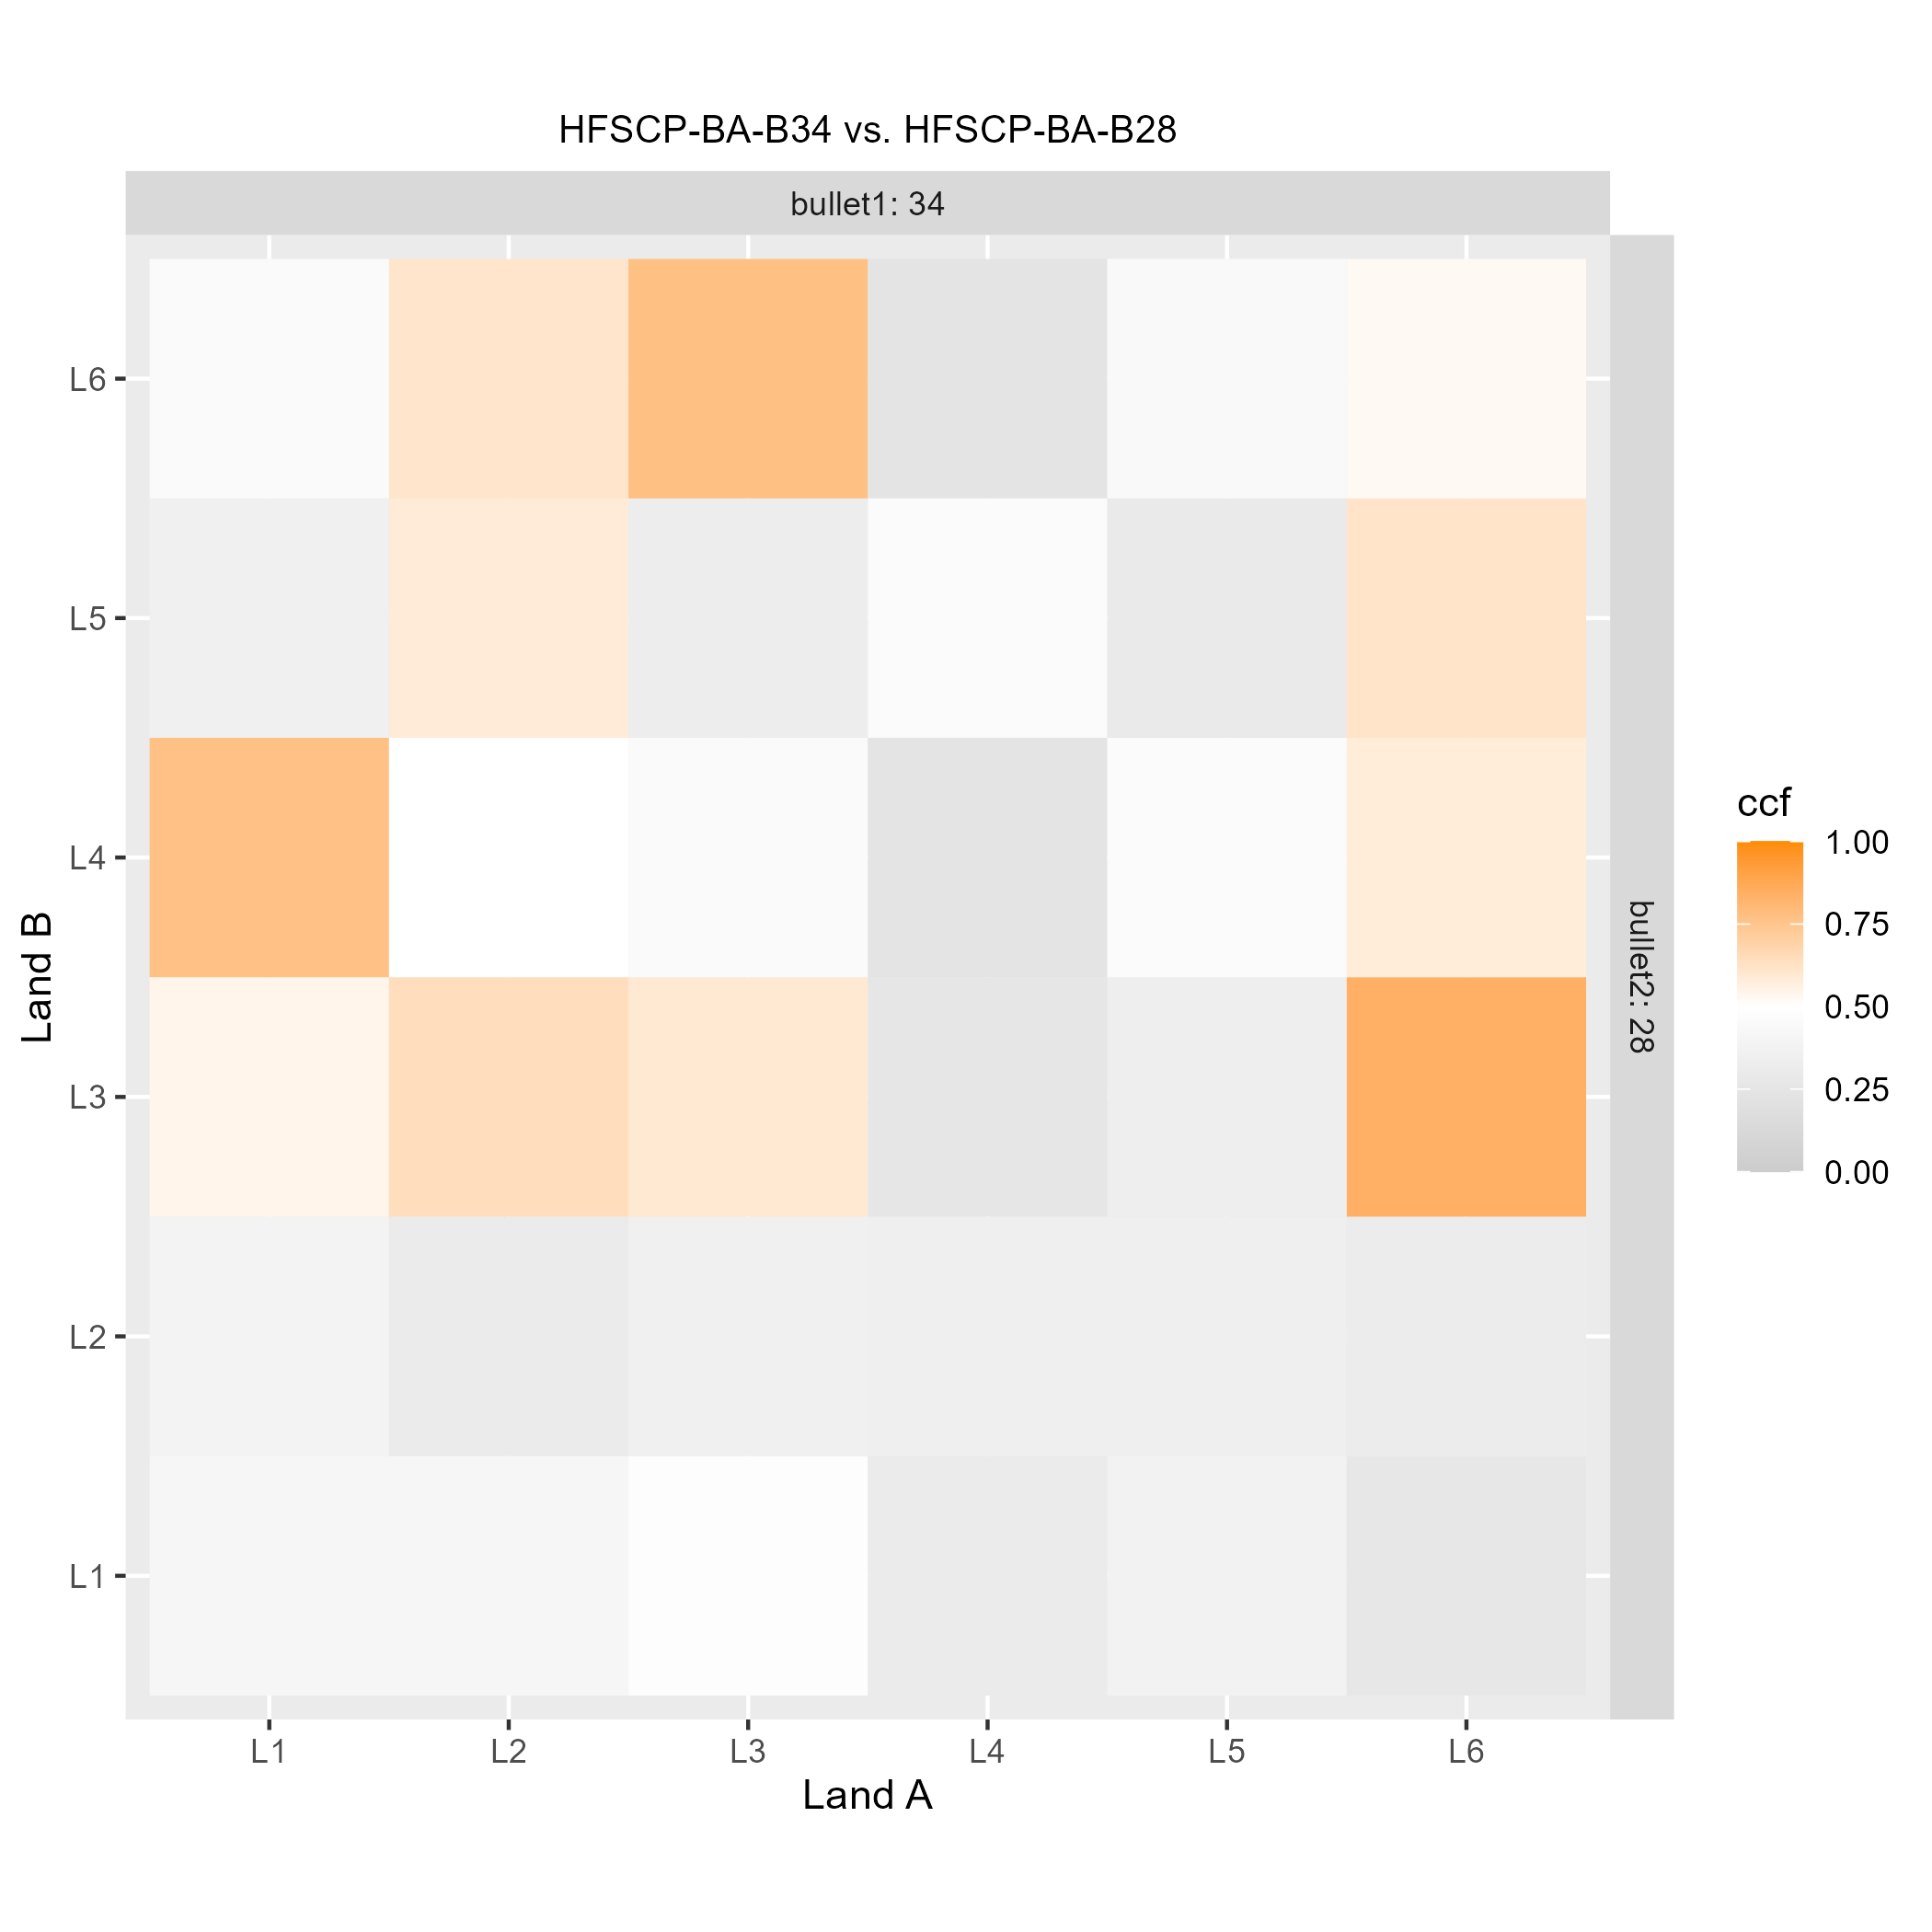 HFSCP-BA-B34 vs. HFSCP-BA-B28
bullet1: 34
L6
L5
L4
L3
L2
L1
Land B
bullet2: 28
L1 L2 L3 L4 L5 L6
Land A
ccf
1.00
0.75
0.50
0.25
0.00